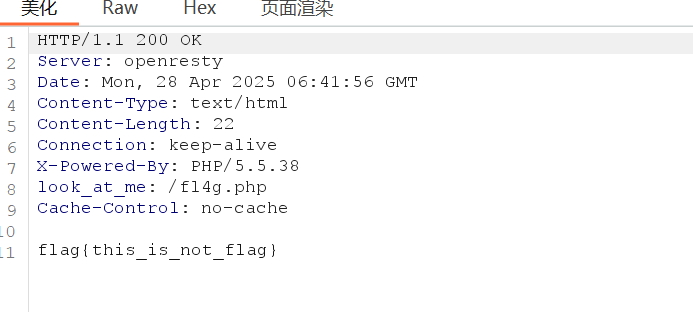 美化 Raw Hex 页面渲染
1 HTTP/1.1 200 OK
2 Server: openresty
3 Date: Mon, 28 Apr 2025 06:41:56 GMT
4 Content-Type: text/html
5 Content-Length: 22
6 Connection: keep-alive
7 X-Powered-By: PHP/5.5.38
8 look_at_me: /fl4g.php
9 Cache-Control: no-cache
10
11 flag{this_is_not_flag}